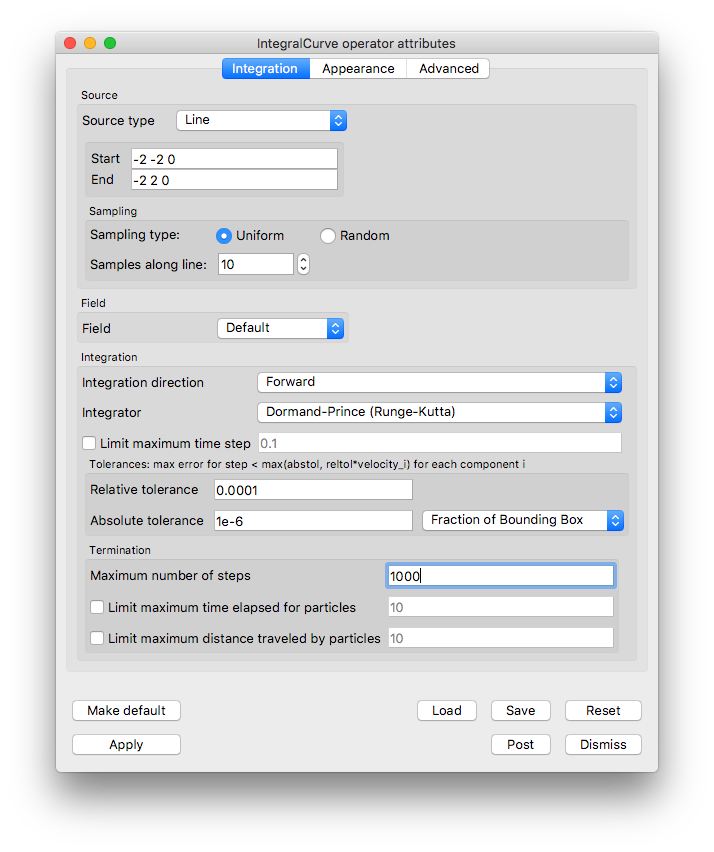 IntegralCurve operator attributes
Integration Appearance Advanced
Source
Source type Line
Start -2 -2 0
End -2 2 0
Sampling
Sampling type: Uniform Random
Samples along line: 10
Field
Field Default
Integration
Integration direction Forward
Integrator Dormand-Prince (Runge-Kutta)
Limit maximum time step 0.1
Tolerances: max error for step < max(abstol, reltol*velocity_i) for each component i
Relative tolerance 0.0001
Absolute tolerance 1e-6 Fraction of Bounding Box
Termination
Maximum number of steps 1000
Limit maximum time elapsed for particles 10
Limit maximum distance traveled by particles 10
Make default Load Save Reset
Apply Post Dismiss